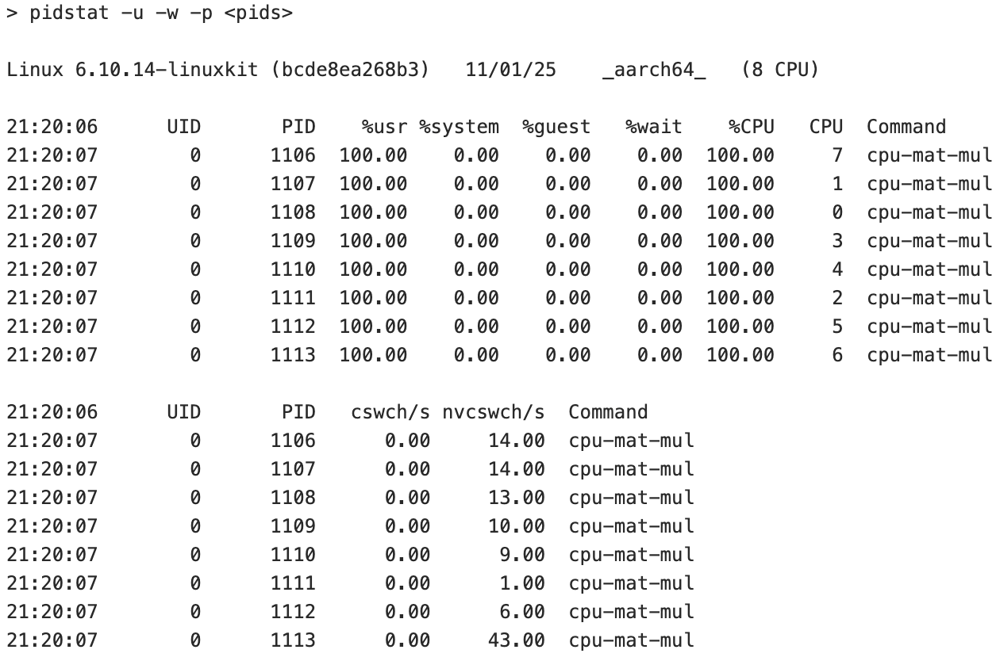 > pidstat -u -w -p <pids>
Linux 6.10.14-linuxkit (bcde8ea268b3)   11/01/25    _aarch64_   (8 CPU)
21:20:06      UID       PID    %usr %system  %guest   %wait    %CPU   CPU  Command
21:20:07        0      1106  100.00    0.00    0.00    0.00  100.00     7  cpu-mat-mul
21:20:07        0      1107  100.00    0.00    0.00    0.00  100.00     1  cpu-mat-mul
21:20:07        0      1108  100.00    0.00    0.00    0.00  100.00     0  cpu-mat-mul
21:20:07        0      1109  100.00    0.00    0.00    0.00  100.00     3  cpu-mat-mul
21:20:07        0      1110  100.00    0.00    0.00    0.00  100.00     4  cpu-mat-mul
21:20:07        0      1111  100.00    0.00    0.00    0.00  100.00     2  cpu-mat-mul
21:20:07        0      1112  100.00    0.00    0.00    0.00  100.00     5  cpu-mat-mul
21:20:07        0      1113  100.00    0.00    0.00    0.00  100.00     6  cpu-mat-mul
21:20:06      UID       PID   cswch/s nvcswch/s  Command
21:20:07        0      1106      0.00     14.00  cpu-mat-mul
21:20:07        0      1107      0.00     14.00  cpu-mat-mul
21:20:07        0      1108      0.00     13.00  cpu-mat-mul
21:20:07        0      1109      0.00     10.00  cpu-mat-mul
21:20:07        0      1110      0.00      9.00  cpu-mat-mul
21:20:07        0      1111      0.00      1.00  cpu-mat-mul
21:20:07        0      1112      0.00      6.00  cpu-mat-mul
21:20:07        0      1113      0.00     43.00  cpu-mat-mul